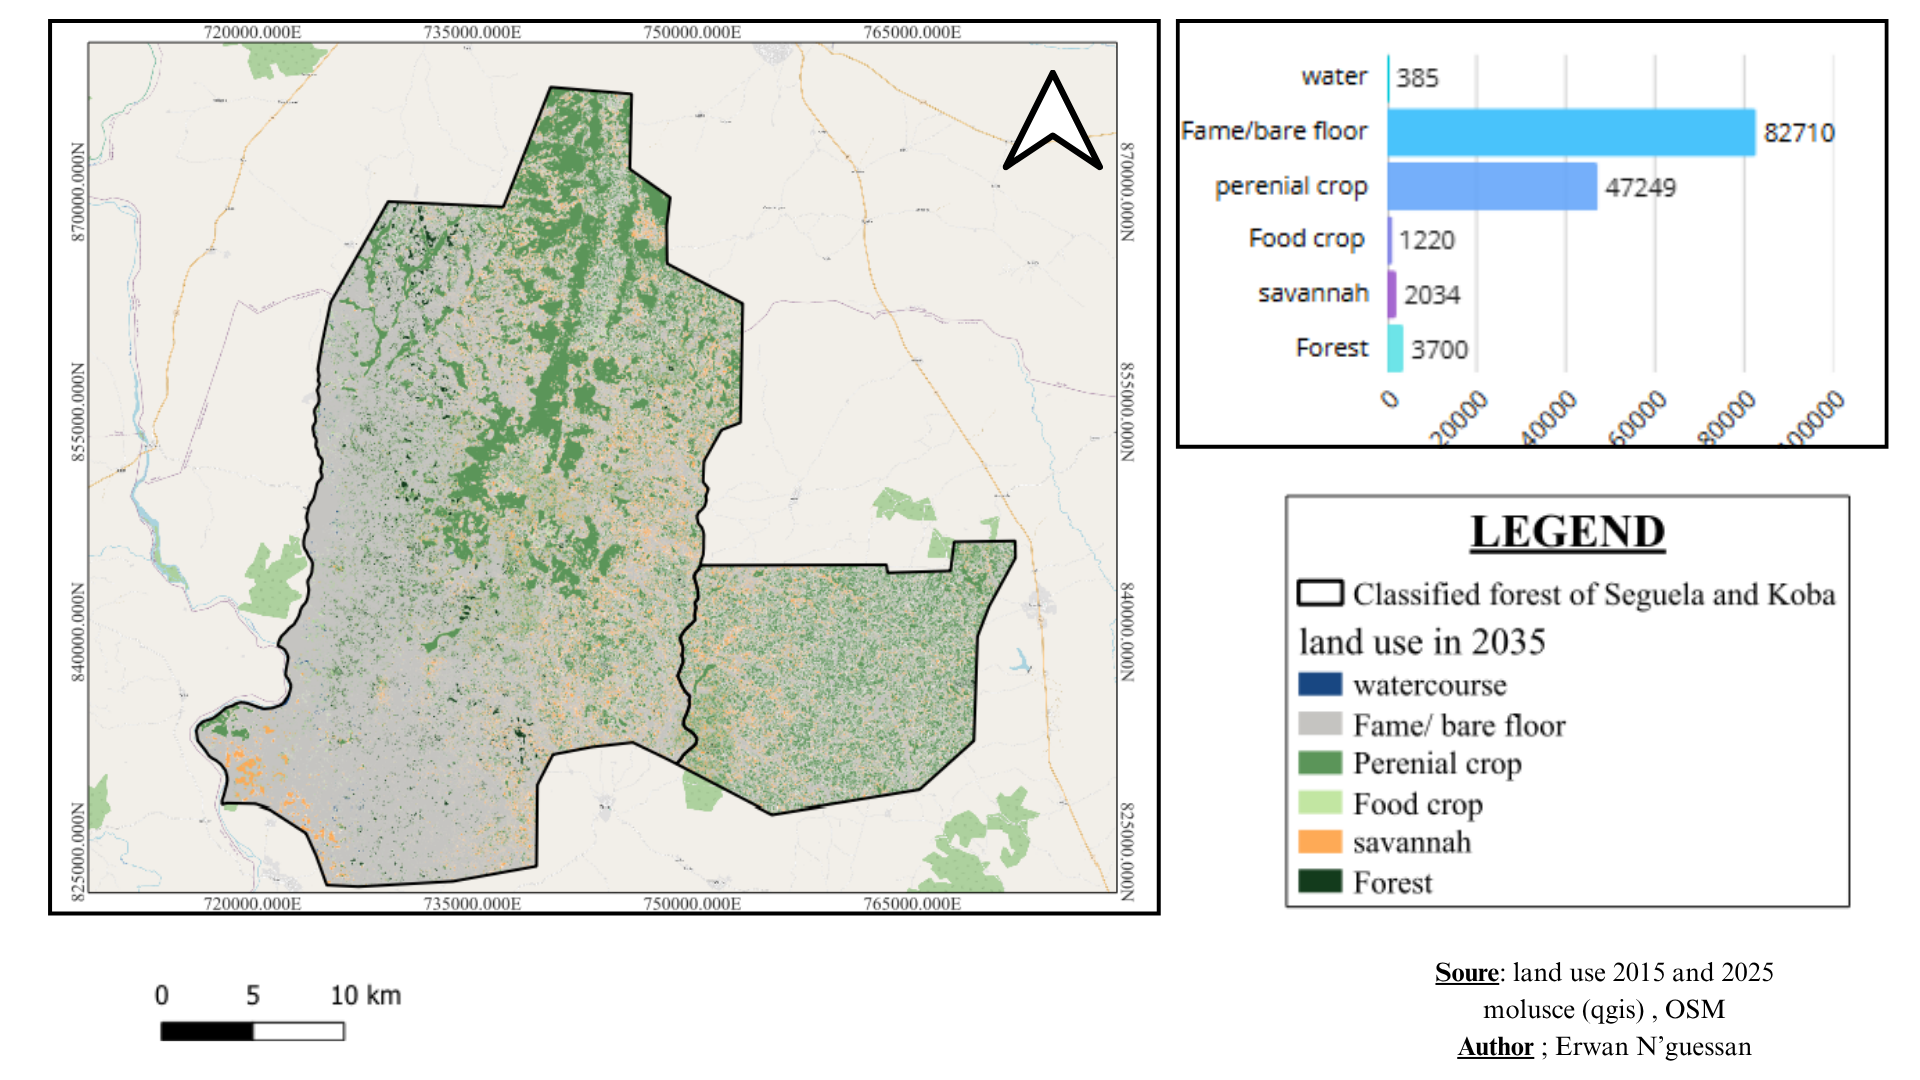 720000.000E 735000.000E 750000.000E 765000.000E
870000.000N
855000.000N
840000.000N
825000.000N
870000.000N
855000.000N
840000.000N
825000.000N
720000.000E 735000.000E 750000.000E 765000.000E
0 5 10 km
water 385
Fame/bare floor 82710
perenial crop 47249
Food crop 1220
savannah 2034
Forest 3700
0 20000 40000 60000 80000 00000
LEGEND
Classified forest of Seguela and Koba
land use in 2035
watercourse
Fame/ bare floor
Perenial crop
Food crop
savannah
Forest
Soure: land use 2015 and 2025
molusce (qgis) , OSM
Author ; Erwan N’guessan